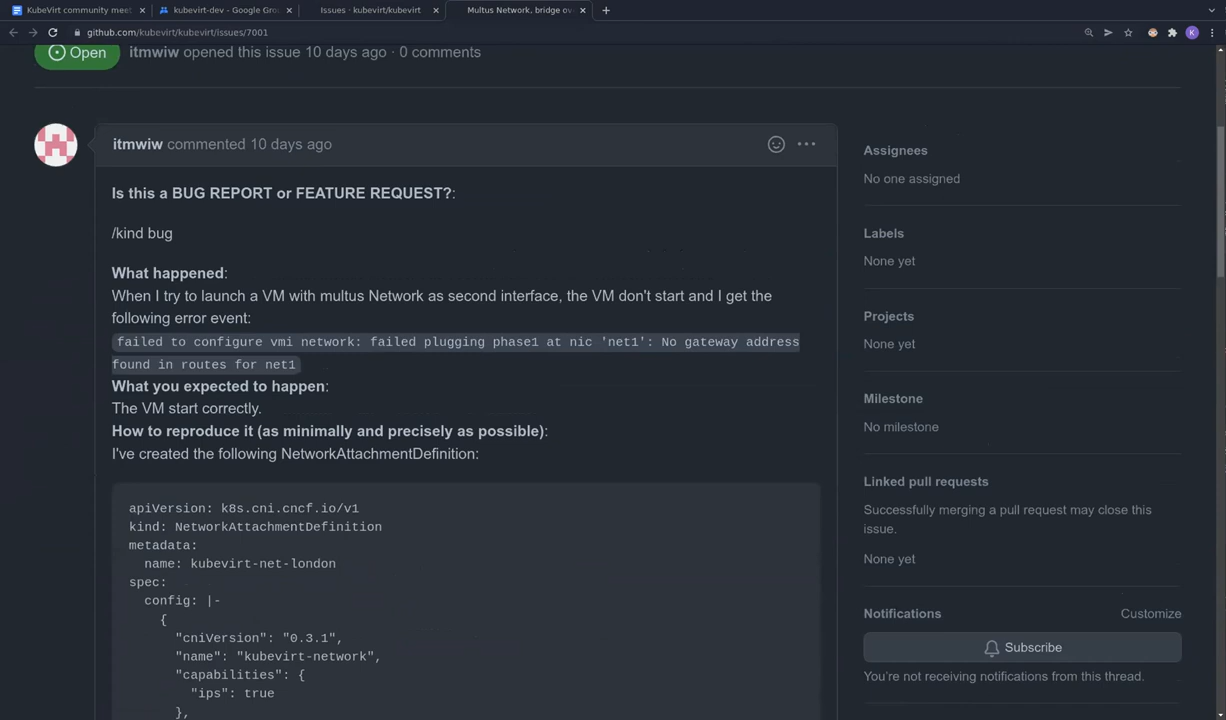 KubeVirt community meet
kubevirt-dev - Google Gro
Issues · kubevirt/kubevirt
Multus Network, bridge ov
github.com/kubevirt/kubevirt/issues/7001
K
Open
itmwiw opened this issue 10 days ago · 0 comments
itmwiw commented 10 days ago
Is this a BUG REPORT or FEATURE REQUEST?:
/kind bug
What happened:
When I try to launch a VM with multus Network as second interface, the VM don't start and I get the
following error event:
failed to configure vmi network: failed plugging phase1 at nic 'net1': No gateway address
found in routes for net1
What you expected to happen:
The VM start correctly.
How to reproduce it (as minimally and precisely as possible):
I've created the following NetworkAttachmentDefinition:
apiVersion: k8s.cni.cncf.io/v1
kind: NetworkAttachmentDefinition
metadata:
name: kubevirt-net-london
spec:
config: |-
{
"cniVersion": "0.3.1",
"name": "kubevirt-network",
"capabilities": {
"ips": true
},
Assignees
No one assigned
Labels
None yet
Projects
None yet
Milestone
No milestone
Linked pull requests
Successfully merging a pull request may close this
issue.
None yet
Notifications
Customize
Subscribe
You're not receiving notifications from this thread.